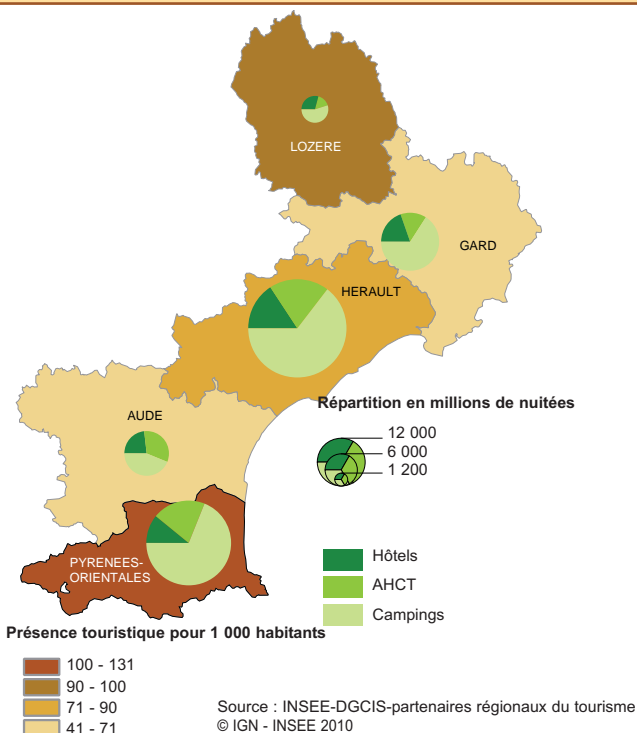 LOZERE
GARD
HERAULT
Répartition en millions de nuitées
AUDE
12 000
6 000
1 200
Hôtels
PYRENEES-
ORIENTALES
AHCT
Campings
Présence touristique pour 1 000 habitants
100 - 131
90 - 100
71 - 90
41 - 71
Source : INSEE-DGCIS-partenaires régionaux du tourisme
© IGN - INSEE 2010